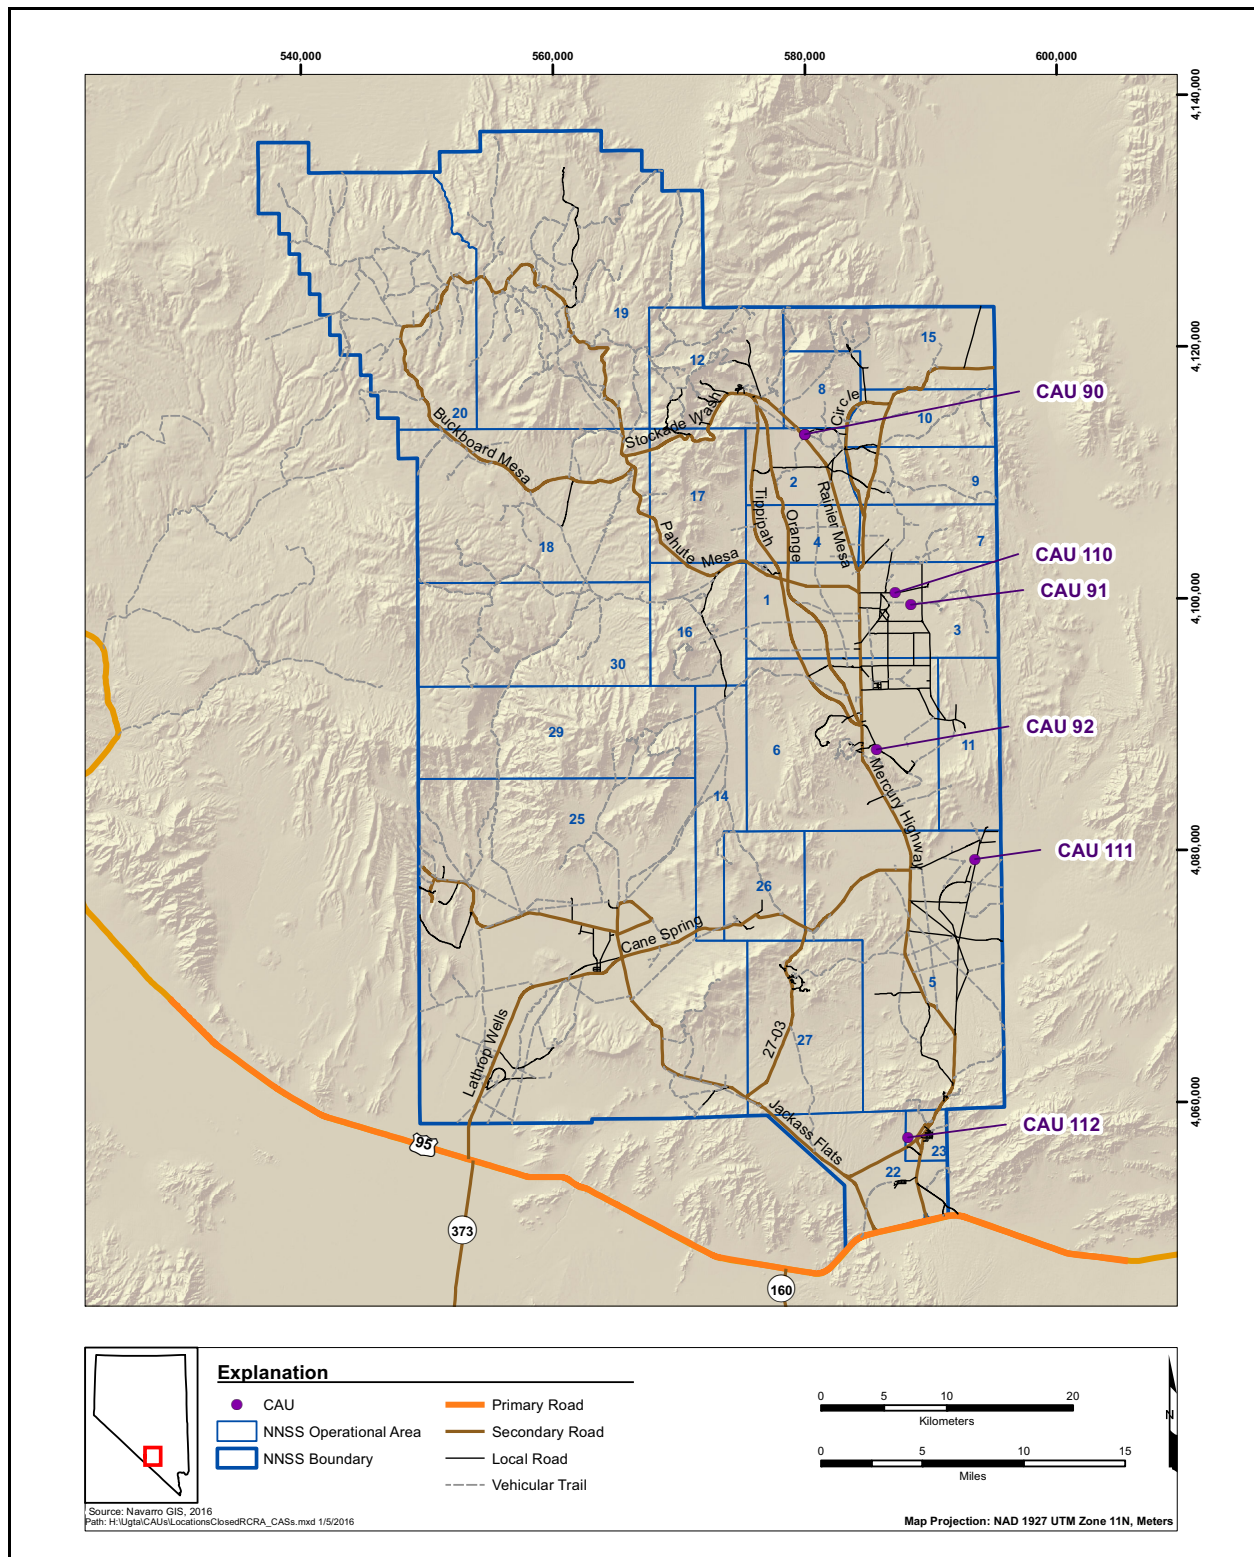 540,000 560,000 580,000 600,000
4,140,000
4,120,000
4,100,000
4,080,000
4,060,000
19
15
12
8
Circle
CAU 90
20
10
Buckboard Mesa
Stockade Wash
2
9
17
Tippipah
Orange
Rainier Mesa
4
7
18
Pahute Mesa
CAU 110
CAU 91
1
16
3
30
CAU 92
29
6
11
14
Mercury Highway
25
CAU 111
26
Cane Spring
5
Lathrop Wells
27-03
27
Jackass Flats
CAU 112
95
23
22
373
160
Explanation
CAU
NNSS Operational Area
NNSS Boundary
Primary Road
Secondary Road
Local Road
Vehicular Trail
0 5 10 20
Kilometers
0 5 10 15
Miles
N
Source: Navarro GIS, 2016
Path: H:\Ugta\CAUs\LocationsClosedRCRA_CASs.mxd 1/5/2016
Map Projection: NAD 1927 UTM Zone 11N, Meters